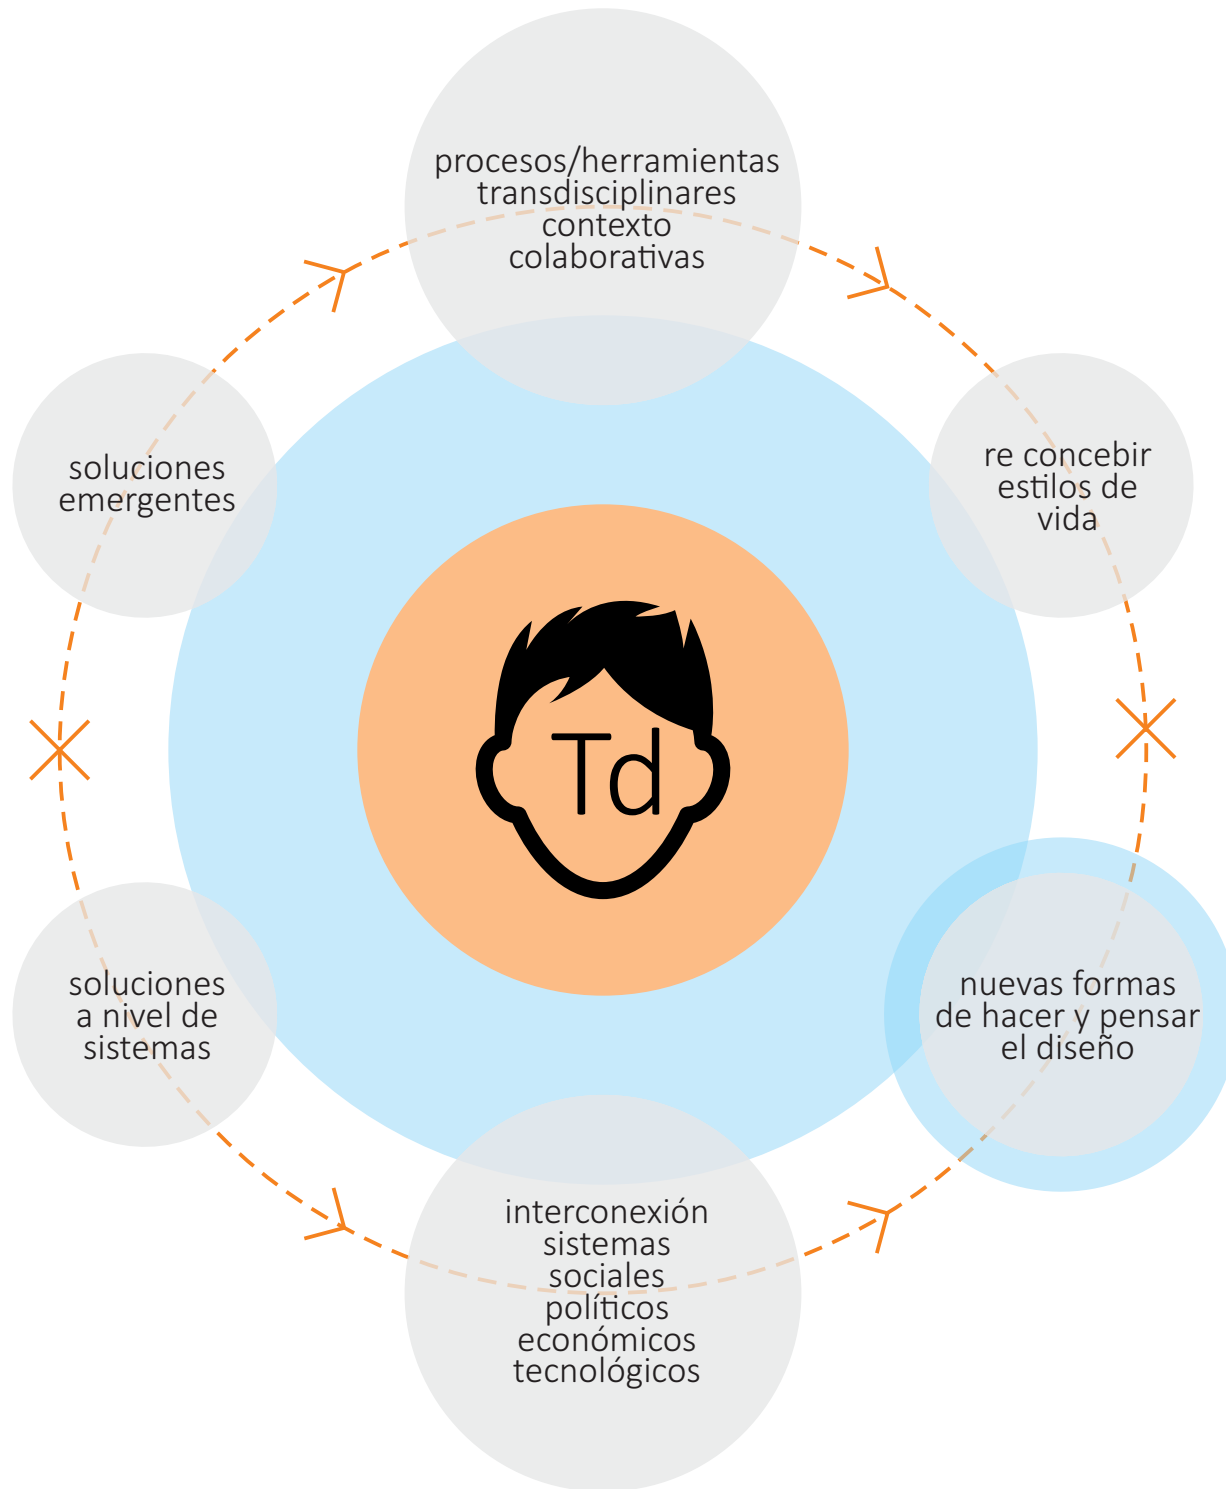 procesos/herramientas
transdisciplinares
contexto
colaborativas
soluciones
emergentes
re concebir
estilos de
vida
Td
soluciones
a nivel de
sistemas
nuevas formas
de hacer y pensar
el diseño
interconexión
sistemas
sociales
políticos
económicos
tecnológicos